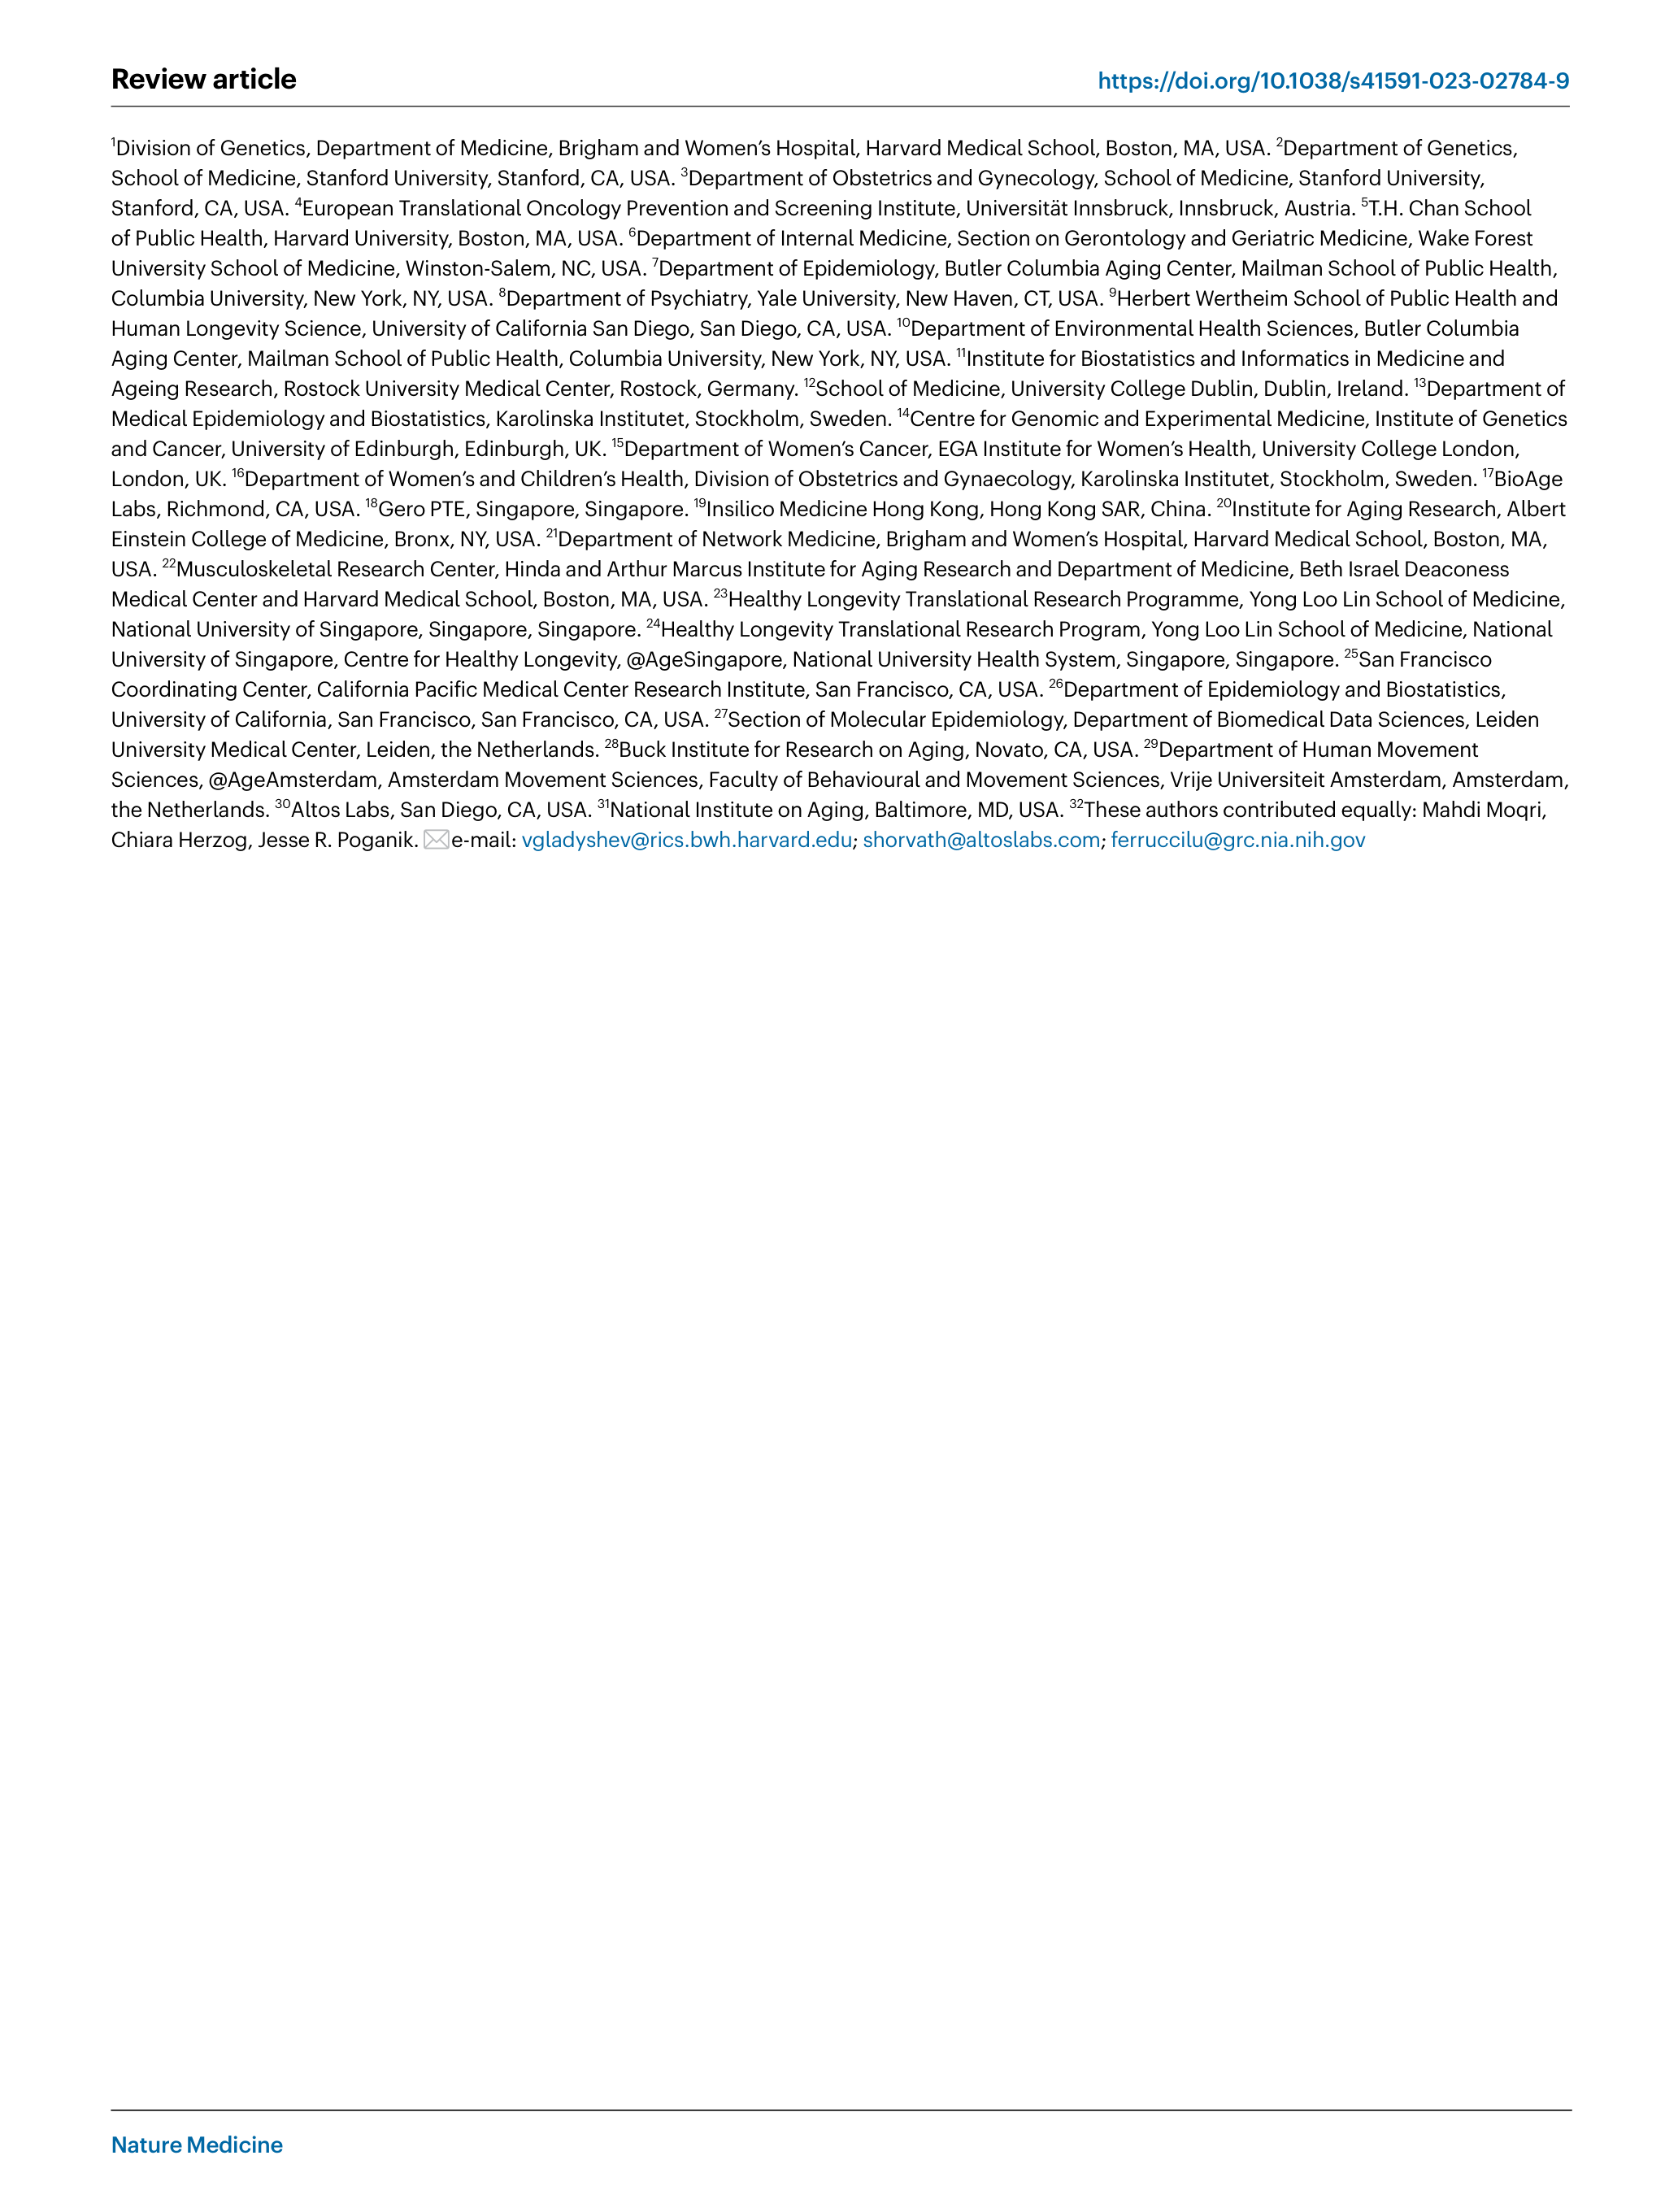 Review article
https://doi.org/10.1038/s41591-023-02784-9
¹Division of Genetics, Department of Medicine, Brigham and Women’s Hospital, Harvard Medical School, Boston, MA, USA. ²Department of Genetics,
School of Medicine, Stanford University, Stanford, CA, USA. ³Department of Obstetrics and Gynecology, School of Medicine, Stanford University,
Stanford, CA, USA. ⁴European Translational Oncology Prevention and Screening Institute, Universität Innsbruck, Innsbruck, Austria. ⁵T.H. Chan School
of Public Health, Harvard University, Boston, MA, USA. ⁶Department of Internal Medicine, Section on Gerontology and Geriatric Medicine, Wake Forest
University School of Medicine, Winston-Salem, NC, USA. ⁷Department of Epidemiology, Butler Columbia Aging Center, Mailman School of Public Health,
Columbia University, New York, NY, USA. ⁸Department of Psychiatry, Yale University, New Haven, CT, USA. ⁹Herbert Wertheim School of Public Health and
Human Longevity Science, University of California San Diego, San Diego, CA, USA. ¹⁰Department of Environmental Health Sciences, Butler Columbia
Aging Center, Mailman School of Public Health, Columbia University, New York, NY, USA. ¹¹Institute for Biostatistics and Informatics in Medicine and
Ageing Research, Rostock University Medical Center, Rostock, Germany. ¹²School of Medicine, University College Dublin, Dublin, Ireland. ¹³Department of
Medical Epidemiology and Biostatistics, Karolinska Institutet, Stockholm, Sweden. ¹⁴Centre for Genomic and Experimental Medicine, Institute of Genetics
and Cancer, University of Edinburgh, Edinburgh, UK. ¹⁵Department of Women’s Cancer, EGA Institute for Women’s Health, University College London,
London, UK. ¹⁶Department of Women’s and Children’s Health, Division of Obstetrics and Gynaecology, Karolinska Institutet, Stockholm, Sweden. ¹⁷BioAge
Labs, Richmond, CA, USA. ¹⁸Gero PTE, Singapore, Singapore. ¹⁹Insilico Medicine Hong Kong, Hong Kong SAR, China. ²⁰Institute for Aging Research, Albert
Einstein College of Medicine, Bronx, NY, USA. ²¹Department of Network Medicine, Brigham and Women’s Hospital, Harvard Medical School, Boston, MA,
USA. ²²Musculoskeletal Research Center, Hinda and Arthur Marcus Institute for Aging Research and Department of Medicine, Beth Israel Deaconess
Medical Center and Harvard Medical School, Boston, MA, USA. ²³Healthy Longevity Translational Research Programme, Yong Loo Lin School of Medicine,
National University of Singapore, Singapore, Singapore. ²⁴Healthy Longevity Translational Research Program, Yong Loo Lin School of Medicine, National
University of Singapore, Centre for Healthy Longevity, @AgeSingapore, National University Health System, Singapore, Singapore. ²⁵San Francisco
Coordinating Center, California Pacific Medical Center Research Institute, San Francisco, CA, USA. ²⁶Department of Epidemiology and Biostatistics,
University of California, San Francisco, San Francisco, CA, USA. ²⁷Section of Molecular Epidemiology, Department of Biomedical Data Sciences, Leiden
University Medical Center, Leiden, the Netherlands. ²⁸Buck Institute for Research on Aging, Novato, CA, USA. ²⁹Department of Human Movement
Sciences, @AgeAmsterdam, Amsterdam Movement Sciences, Faculty of Behavioural and Movement Sciences, Vrije Universiteit Amsterdam, Amsterdam,
the Netherlands. ³⁰Altos Labs, San Diego, CA, USA. ³¹National Institute on Aging, Baltimore, MD, USA. ³²These authors contributed equally: Mahdi Moqri,
Chiara Herzog, Jesse R. Poganik. e-mail: vgladyshev@rics.bwh.harvard.edu; shorvath@altoslabs.com; ferruccilu@grc.nia.nih.gov
Nature Medicine